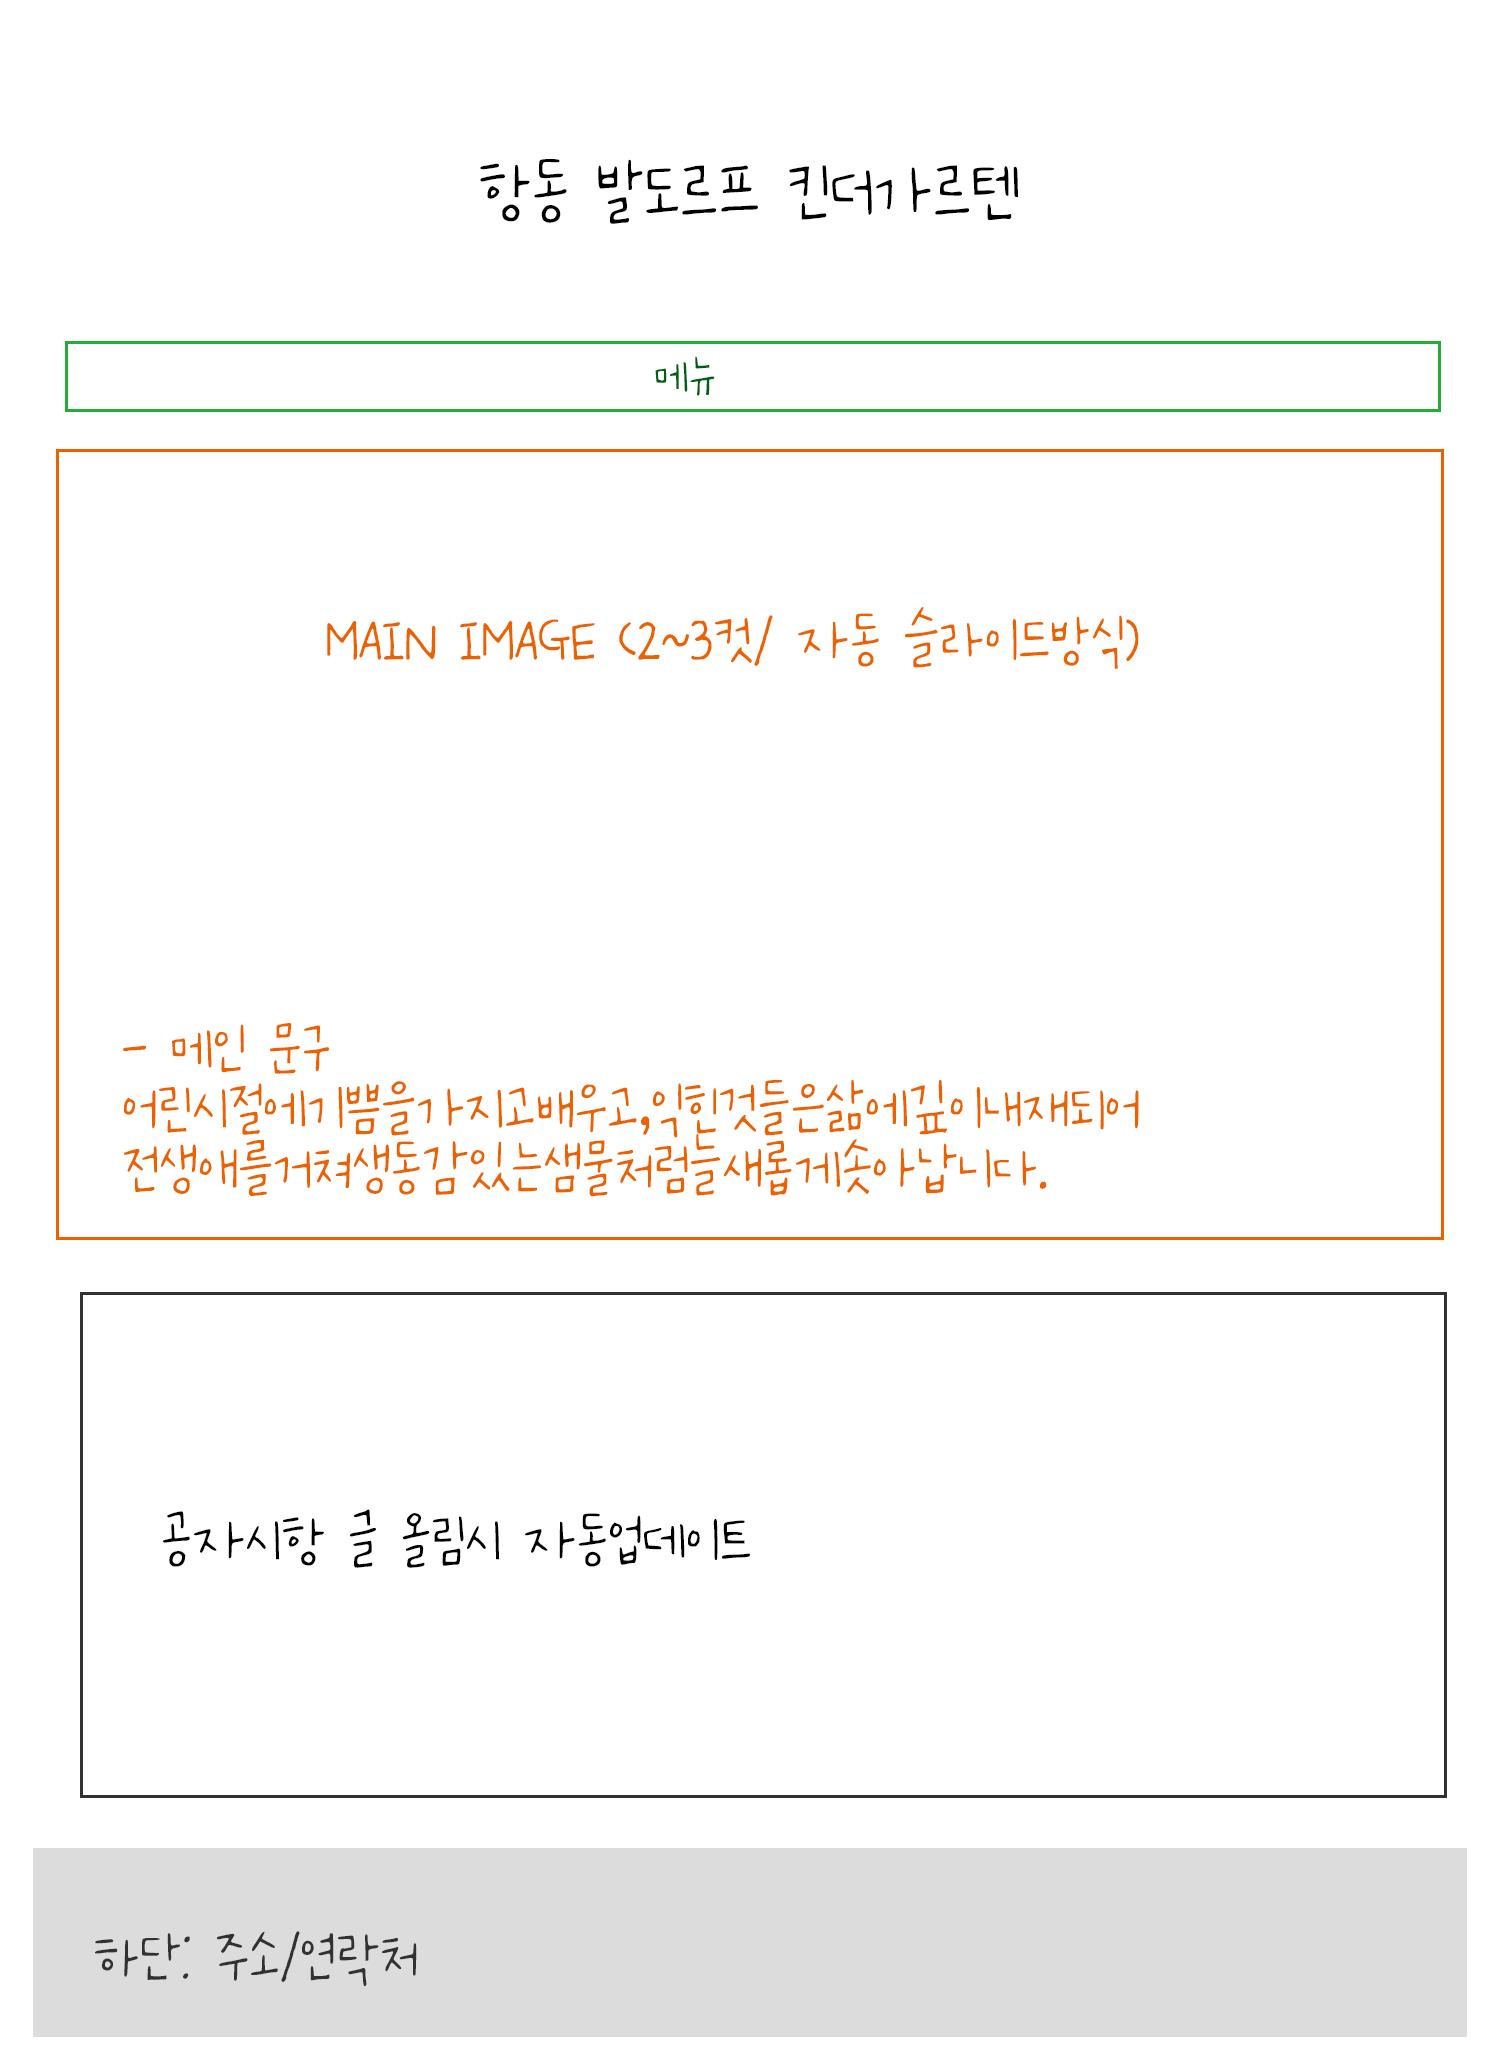 항동 발도르프 킨더가르텐
메뉴
MAIN IMAGE (2~3컷/ 자동 슬라이드방식)
- 메인 문구
어린시절에기쁨을가지고배우고,익힌것들은삶에깊이내재되어
전생애를거쳐생동감있는샘물처럼늘새롭게솟아납니다.
공자시항 글 올림시 자동업데이트
하단: 주소/연락처